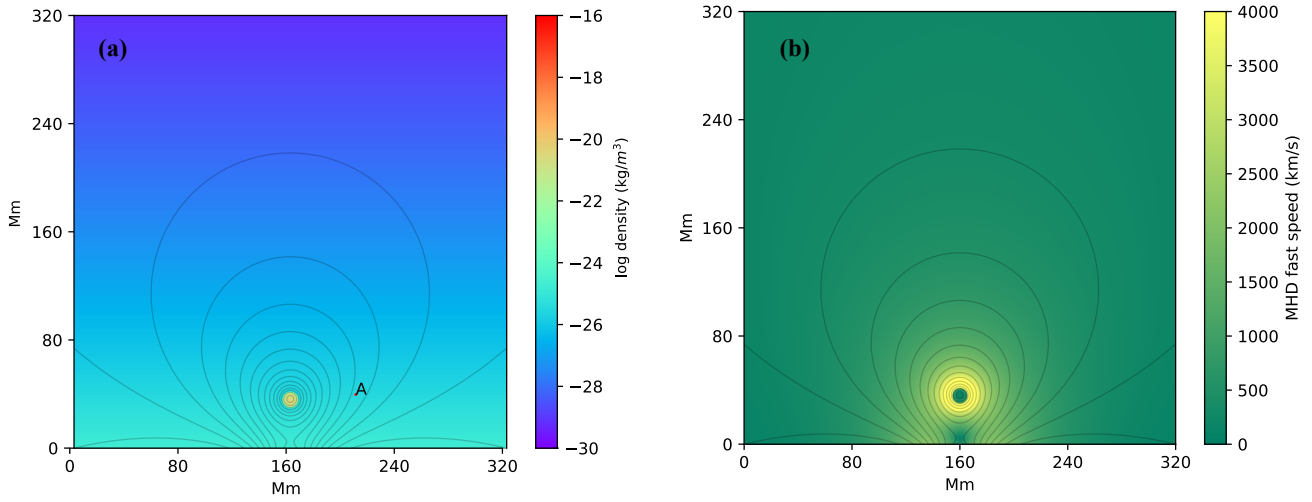 (a)
320
240
160
80
0
Mm
0 80 160 240 320
Mm
A
−16
−18
−20
−22
−24
−26
−28
−30
log density (kg/m³)
(b)
320
240
160
80
0
Mm
0 80 160 240 320
Mm
4000
3500
3000
2500
2000
1500
1000
500
0
MHD fast speed (km/s)